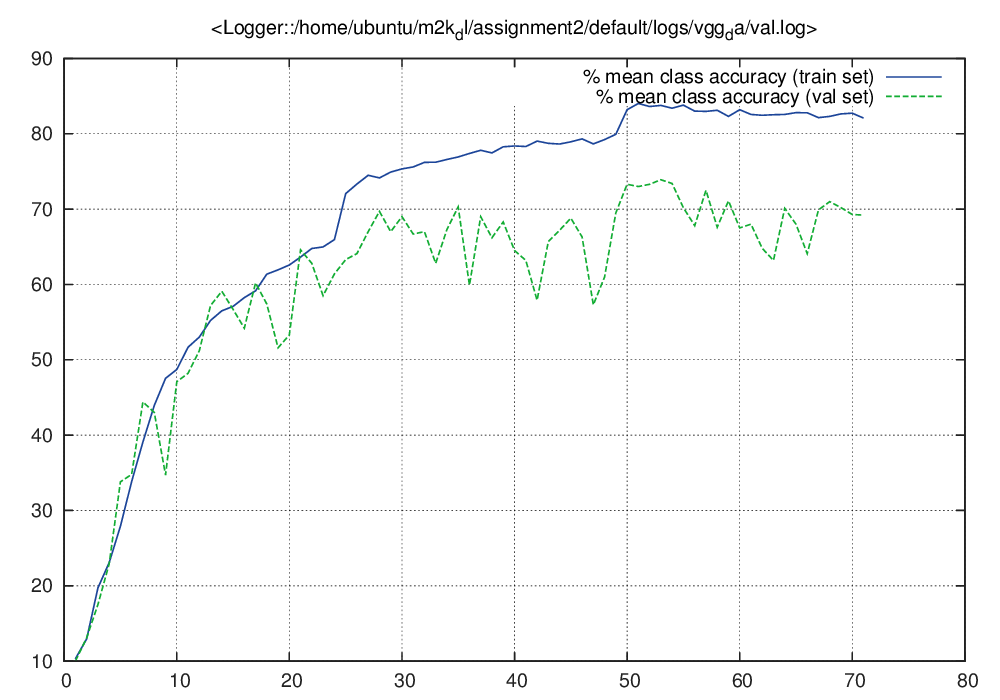 <Logger::/home/ubuntu/m2kdl/assignment2/default/logs/vggda/val.log>
% mean class accuracy (train set)
% mean class accuracy (val set)
90
80
70
60
50
40
30
20
10
0 10 20 30 40 50 60 70 80